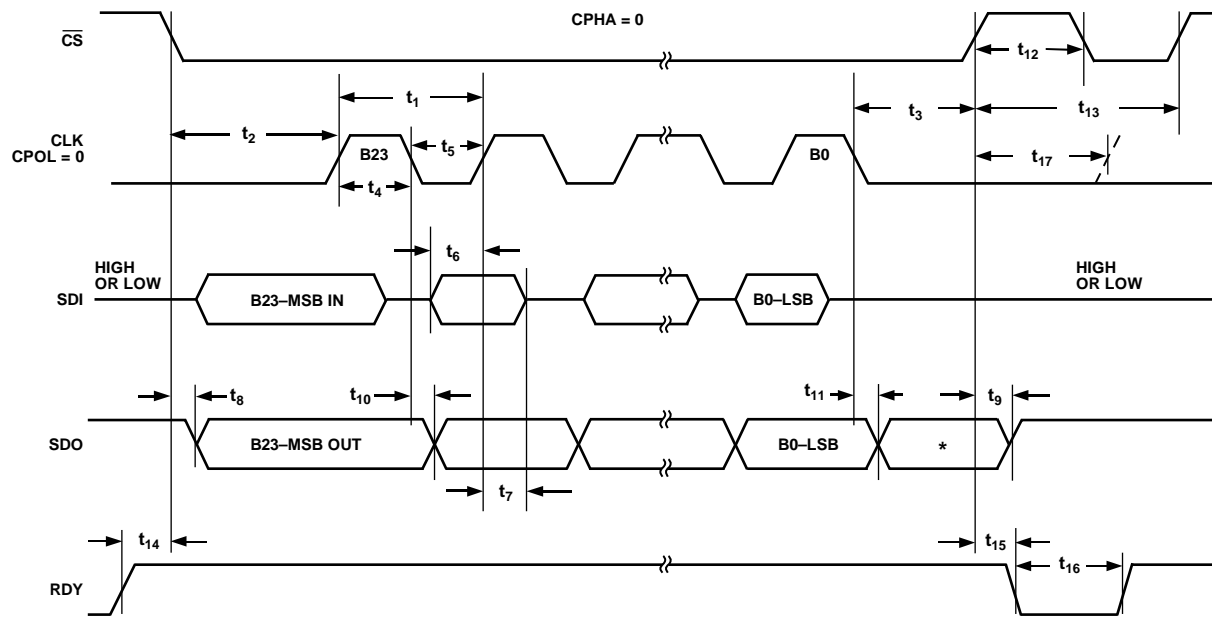 CPHA = 0
CS
t12
t1
t3
t13
t2
CLK
CPOL = 0
B23
t5
B0
t17
t4
t6
HIGH
OR LOW
HIGH
OR LOW
SDI
B23–MSB IN
B0–LSB
t8
t10
t11
t9
SDO
B23–MSB OUT
B0–LSB
*
t7
t14
t15
t16
RDY